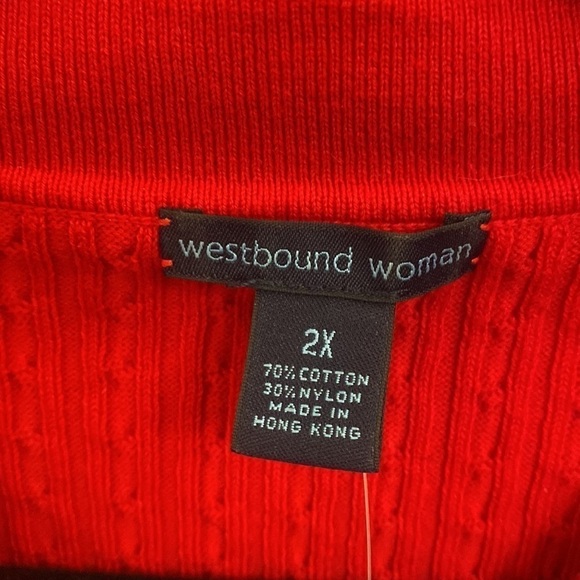 westbound woman
2X
70% COTTON
30% NYLON
MADE IN
HONG KONG